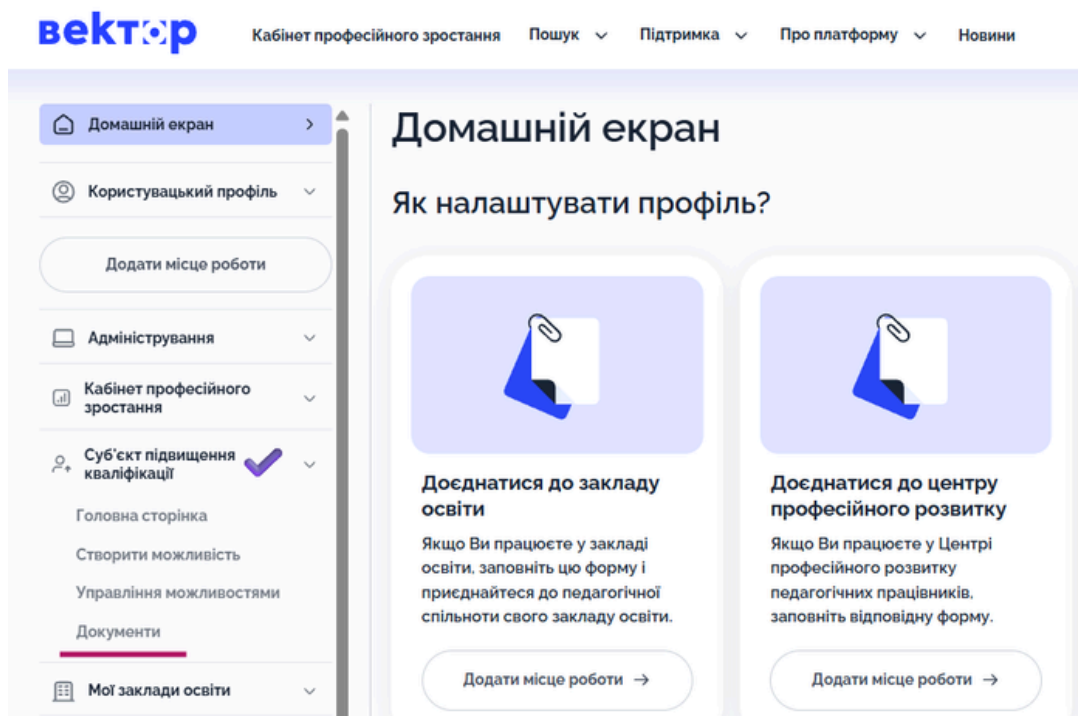 вектор
Кабінет професійного зростання Пошук Підтримка Про платформу Новини
Домашній екран
Користувацький профіль
Додати місце роботи
Адміністрування
Кабінет професійного
зростання
Суб'єкт підвищення
кваліфікації
Головна сторінка
Створити можливість
Управління можливостями
Документи
Мої заклади освіти
Домашній екран
Як налаштувати профіль?
Доєднатися до закладу
освіти
Якщо Ви працюєте у закладі
освіти, заповніть цю форму і
приєднайтеся до педагогічної
спільноти свого закладу освіти.
Додати місце роботи →
Доєднатися до центру
професійного розвитку
Якщо Ви працюєте у Центрі
професійного розвитку
педагогічних працівників,
заповніть відповідну форму.
Додати місце роботи →